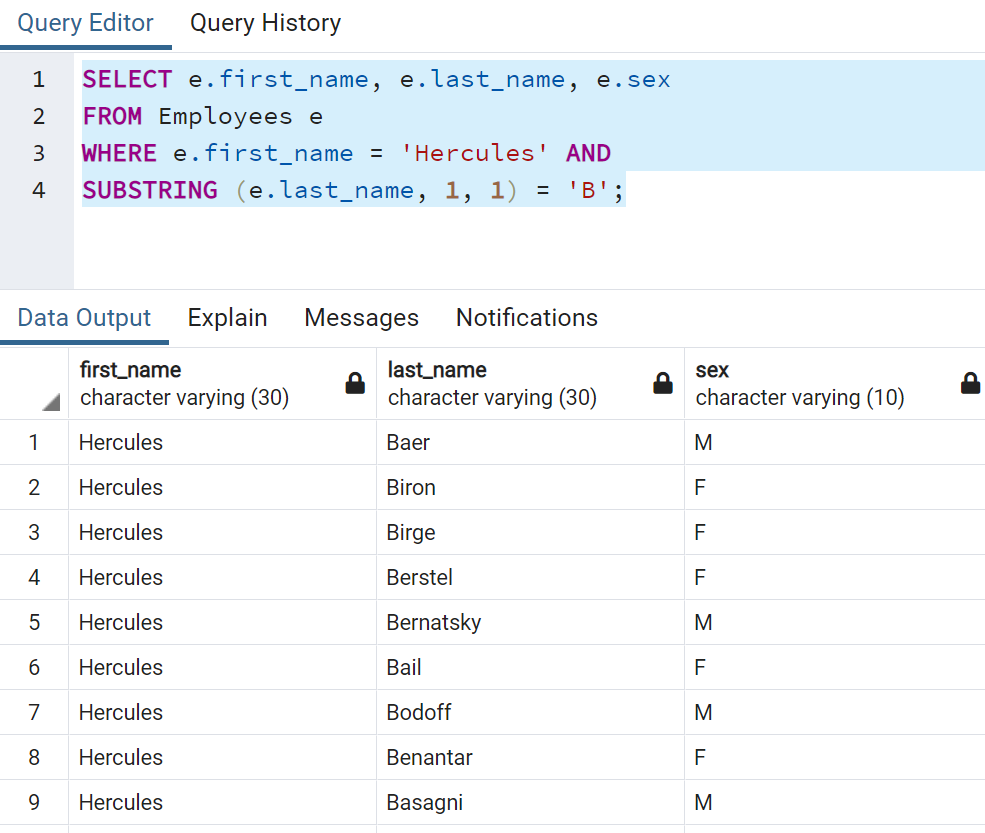 Query Editor Query History
1 SELECT e.first_name, e.last_name, e.sex
2 FROM Employees e
3 WHERE e.first_name = 'Hercules' AND
4 SUBSTRING (e.last_name, 1, 1) = 'B';
Data Output Explain Messages Notifications
first_name last_name sex
character varying (30) character varying (30) character varying (10)
1 Hercules Baer M
2 Hercules Biron F
3 Hercules Birge F
4 Hercules Berstel F
5 Hercules Bernatsky M
6 Hercules Bail F
7 Hercules Bodoff M
8 Hercules Benantar F
9 Hercules Basagni M